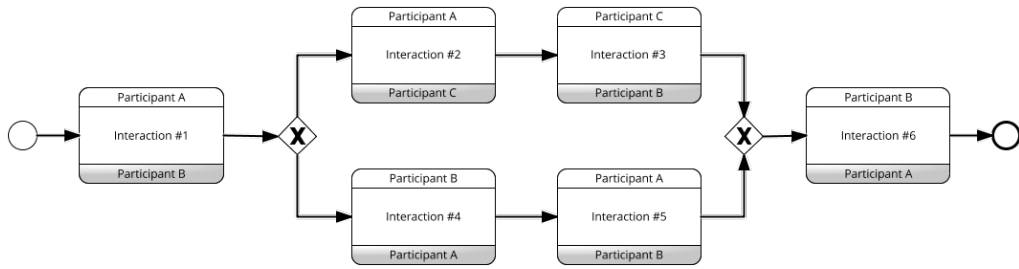 Participant A
Interaction #1
Participant B
X
Participant A
Interaction #2
Participant C
Participant C
Interaction #3
Participant B
Participant B
Interaction #4
Participant A
Participant A
Interaction #5
Participant B
X
Participant B
Interaction #6
Participant A